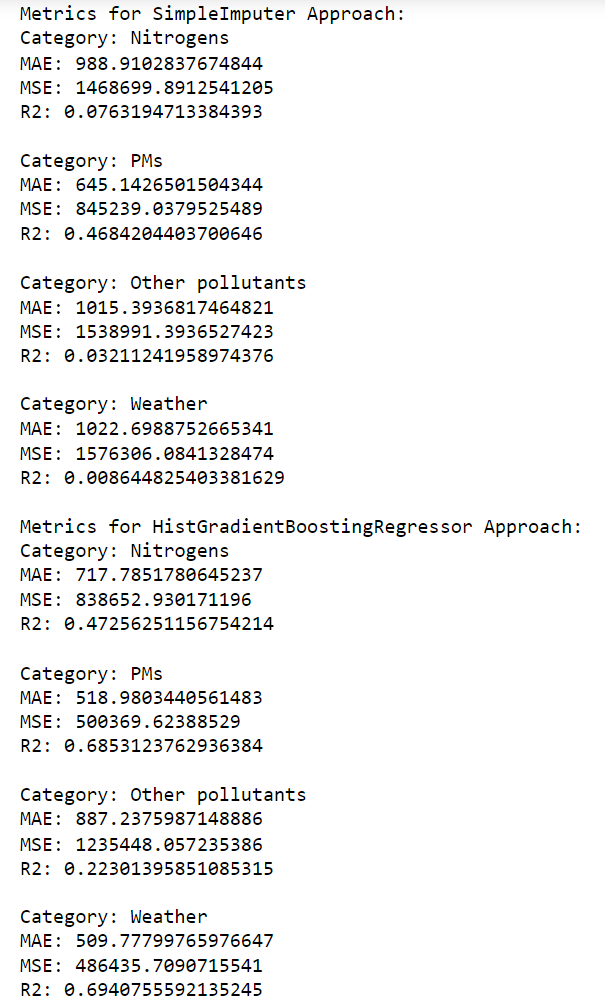 Metrics for SimpleImputer Approach:
Category: Nitrogens
MAE: 988.9102837674844
MSE: 1468699.8912541205
R2: 0.0763194713384393
Category: PMs
MAE: 645.1426501504344
MSE: 845239.0379525489
R2: 0.4684204403700646
Category: Other pollutants
MAE: 1015.3936817464821
MSE: 1538991.3936527423
R2: 0.03211241958974376
Category: Weather
MAE: 1022.6988752665341
MSE: 1576306.0841328474
R2: 0.008644825403381629
Metrics for HistGradientBoostingRegressor Approach:
Category: Nitrogens
MAE: 717.7851780645237
MSE: 838652.930171196
R2: 0.47256251156754214
Category: PMs
MAE: 518.9803440561483
MSE: 500369.62388529
R2: 0.6853123762936384
Category: Other pollutants
MAE: 887.2375987148886
MSE: 1235448.057235386
R2: 0.22301395851085315
Category: Weather
MAE: 509.77799765976647
MSE: 486435.7090715541
R2: 0.6940755592135245